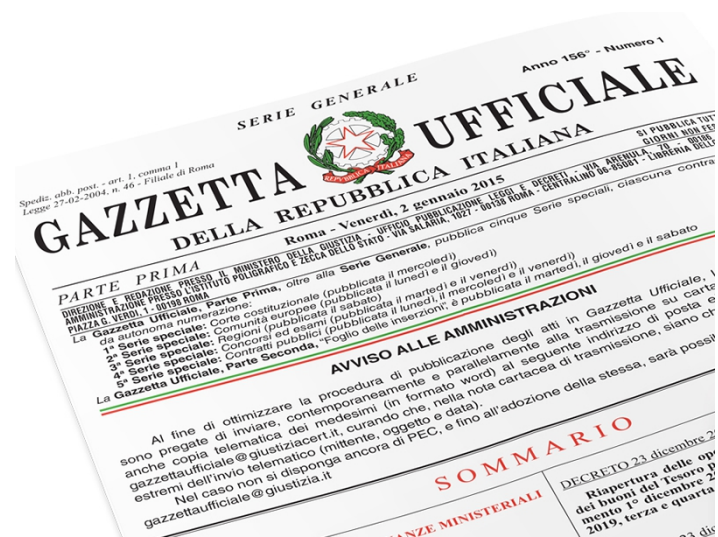 Anno 156° - Numero 1
SERIE GENERALE
GAZZETTA UFFICIALE
REPVBBLICA ITALIANA
DELLA REPUBBLICA ITALIANA
Spediz. abb. post. - art. 1, comma 1
Legge 27-02-2004, n. 46 - Filiale di Roma
PARTE PRIMA
Roma - Venerdì, 2 gennaio 2015
SI PUBBLICA TUT
GIORNI NON FES
DIREZIONE E REDAZIONE PRESSO IL MINISTERO DELLA GIUSTIZIA - UFFICIO PUBBLICAZIONE LEGGI E DECRETI - VIA ARENULA, 70 - 00186
AMMINISTRAZIONE PRESSO L'ISTITUTO POLIGRAFICO E ZECCA DELLO STATO - VIA SALARIA, 1027 - 00138 ROMA - CENTRALINO 06-85081 - LIBRERIA DELLO
PIAZZA G. VERDI, 1 - 00198 ROMA
La Gazzetta Ufficiale, Parte Prima, oltre alla Serie Generale, pubblica cinque Serie speciali, ciascuna contra
da autonoma numerazione:
1ª Serie speciale: Corte costituzionale (pubblicata il mercoledì)
2ª Serie speciale: Comunità europee (pubblicata il lunedì e il giovedì)
3ª Serie speciale: Regioni (pubblicata il sabato)
4ª Serie speciale: Concorsi ed esami (pubblicata il martedì e il venerdì)
5ª Serie speciale: Contratti pubblici (pubblicata il lunedì, il mercoledì e il venerdì)
La Gazzetta Ufficiale, Parte Seconda, "Foglio delle inserzioni", è pubblicata il martedì, il giovedì e il sabato
AVVISO ALLE AMMINISTRAZIONI
Al fine di ottimizzare la procedura di pubblicazione degli atti in Gazzetta Ufficiale, l
sono pregate di inviare, contemporaneamente e parallelamente alla trasmissione su carta
anche copia telematica dei medesimi (in formato word) al seguente indirizzo di posta e
gazzettaufficiale@giustiziacert.it, curando che, nella nota cartacea di trasmissione, siano ch
estremi dell'invio telematico (mittente, oggetto e data).
Nel caso non si disponga ancora di PEC, e fino all'adozione della stessa, sarà possi
gazzettaufficiale@giustizia.it
SOMMARIO
ANZE MINISTERIALI
DECRETO 23 dicembre 2
Riapertura delle ope
dei buoni del Tesoro p
mento 1° dicembre 2
2019, terza e quarta